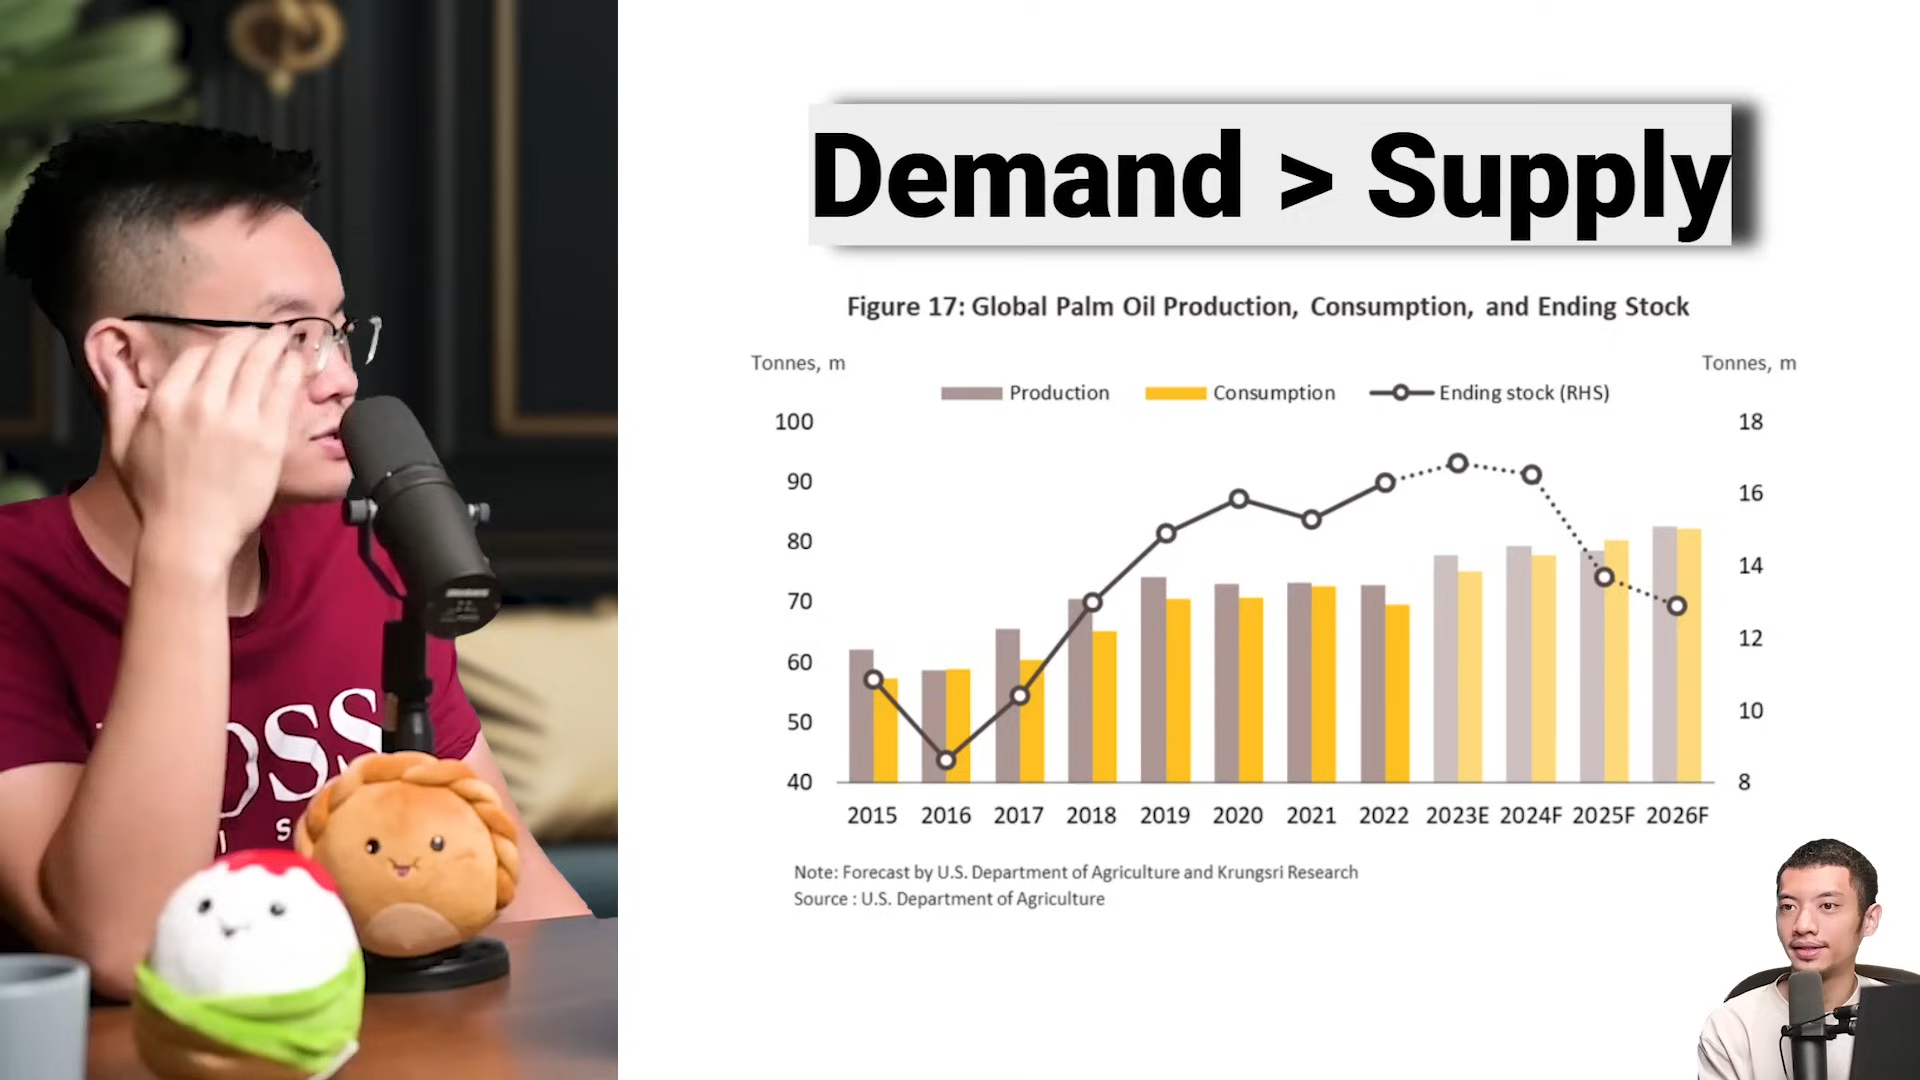 Demand > Supply
Figure 17: Global Palm Oil Production, Consumption, and Ending Stock
Tonnes, m
Tonnes, m
Production
Consumption
Ending stock (RHS)
100
90
80
70
60
50
40
18
16
14
12
10
8
2015 2016 2017 2018 2019 2020 2021 2022 2023E 2024F 2025F 2026F
Note: Forecast by U.S. Department of Agriculture and Krungsri Research
Source : U.S. Department of Agriculture
OSS